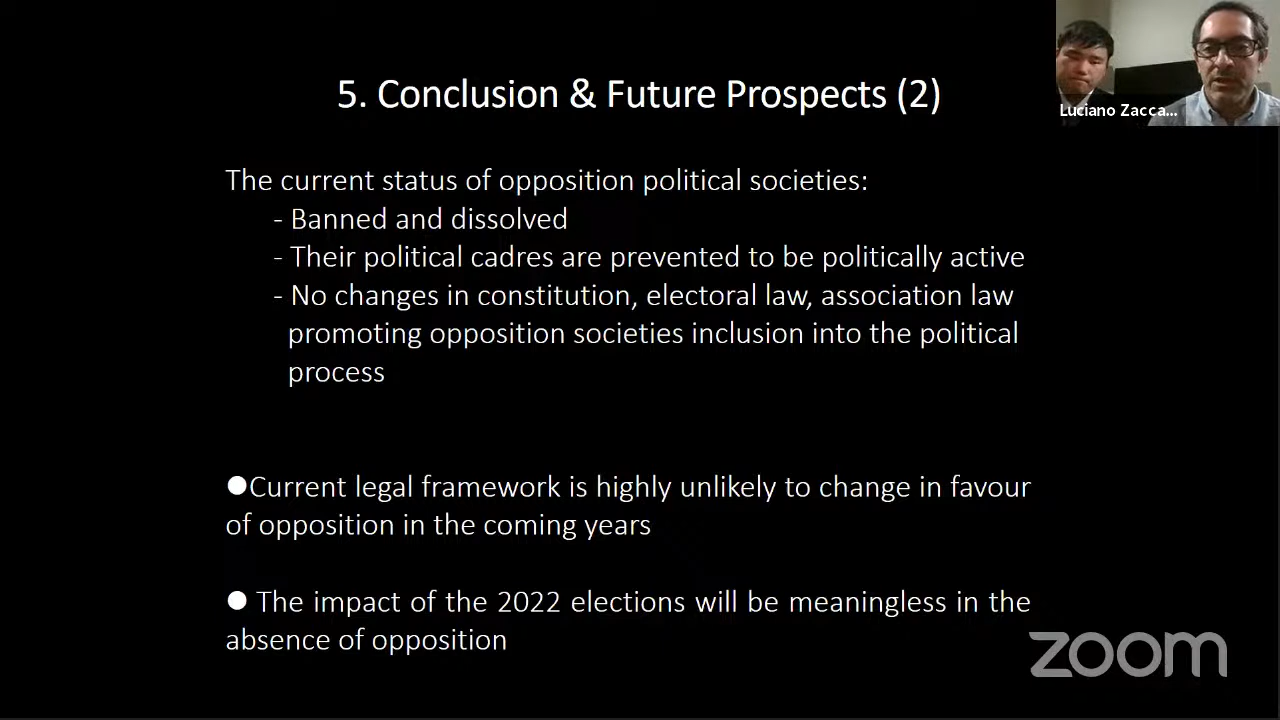 5. Conclusion & Future Prospects (2)
Luciano Zacca...
The current status of opposition political societies:
- Banned and dissolved
- Their political cadres are prevented to be politically active
- No changes in constitution, electoral law, association law
promoting opposition societies inclusion into the political
process
●Current legal framework is highly unlikely to change in favour
of opposition in the coming years
● The impact of the 2022 elections will be meaningless in the
absence of opposition
zoom